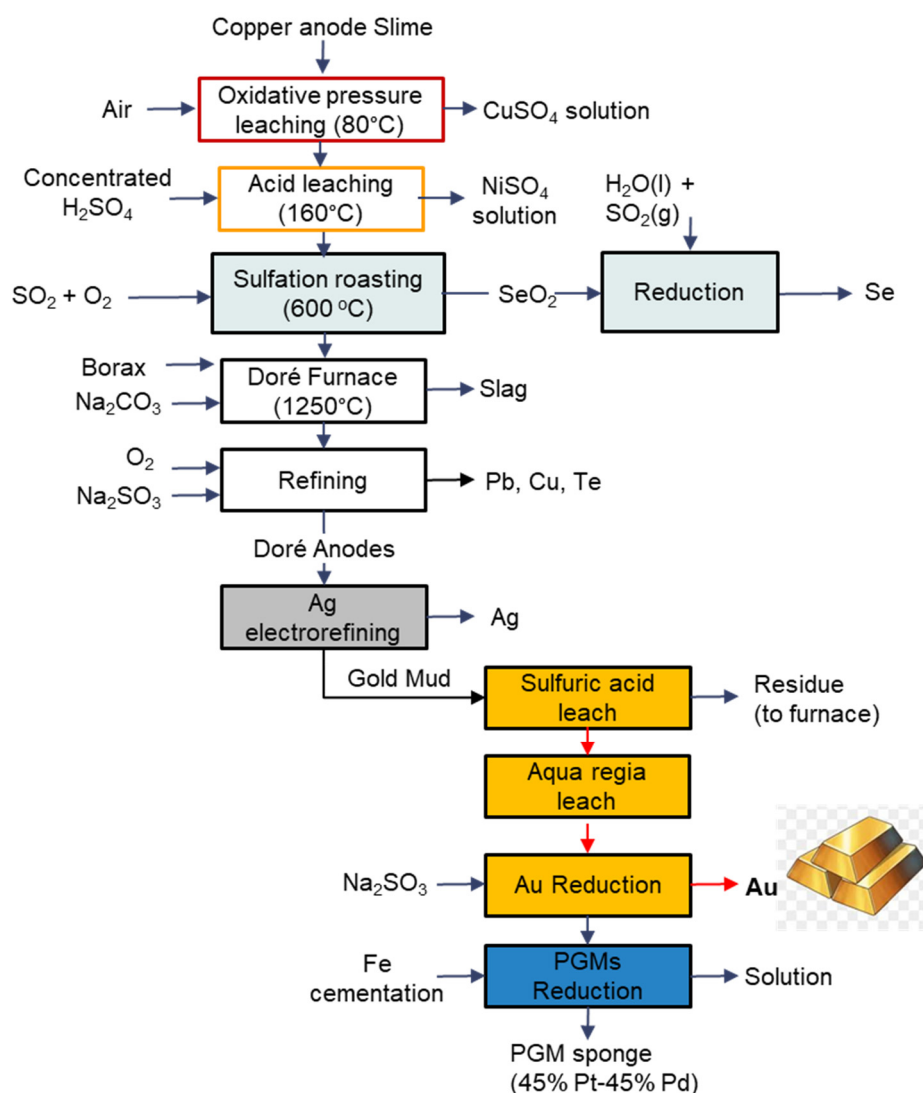 Copper anode Slime
Air
Oxidative pressure
leaching (80°C)
CuSO₄ solution
Concentrated
H₂SO₄
Acid leaching
(160°C)
NiSO₄
solution
H₂O(l) +
SO₂(g)
SO₂ + O₂
Sulfation roasting
(600 °C)
SeO₂
Reduction
Se
Borax
Na₂CO₃
Doré Furnace
(1250°C)
Slag
O₂
Na₂SO₃
Refining
Pb, Cu, Te
Doré Anodes
Ag
electrorefining
Ag
Gold Mud
Sulfuric acid
leach
Residue
(to furnace)
Aqua regia
leach
Na₂SO₃
Au Reduction
Au
Fe
cementation
PGMs
Reduction
Solution
PGM sponge
(45% Pt-45% Pd)